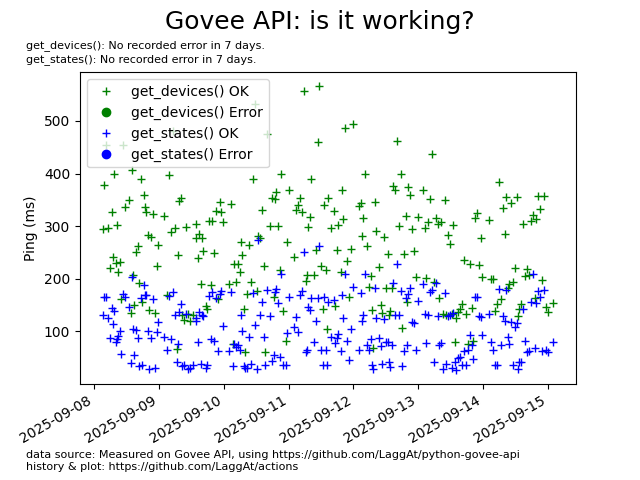 Govee API: is it working?
get_devices(): No recorded error in 7 days.
get_states(): No recorded error in 7 days.
get_devices() OK
get_devices() Error
get_states() OK
get_states() Error
Ping (ms)
500
400
300
200
100
2025-09-08
2025-09-09
2025-09-10
2025-09-11
2025-09-12
2025-09-13
2025-09-14
2025-09-15
data source: Measured on Govee API, using https://github.com/LaggAt/python-govee-api
history & plot: https://github.com/LaggAt/actions